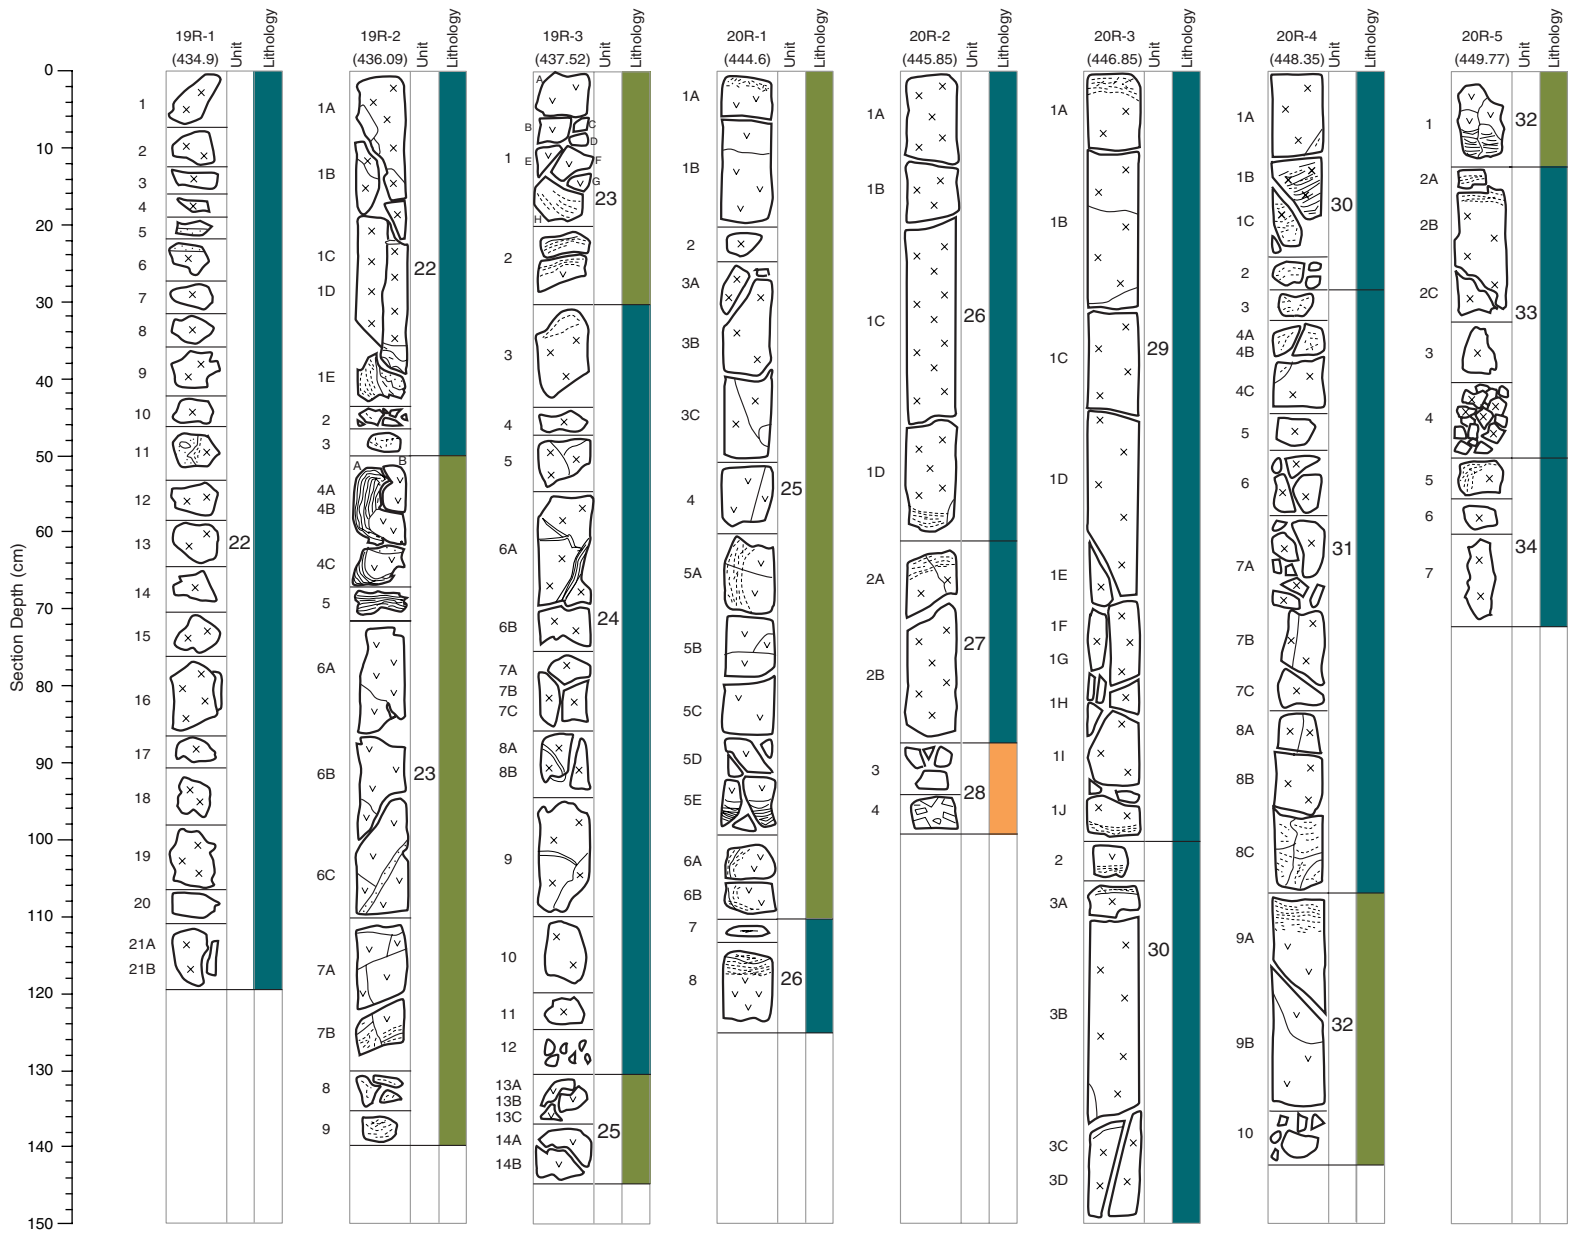 Section Depth (cm)
0
10
20
30
40
50
60
70
80
90
100
110
120
130
140
150
19R-1
(434.9)
Unit
Lithology
1
2
3
4
5
6
7
8
9
10
11
12
13
14
15
16
17
18
19
20
21A
21B
22
19R-2
(436.09)
Unit
Lithology
1A
1B
1C
1D
1E
2
3
A
B
4A
4B
4C
5
6A
6B
6C
7A
7B
8
9
22
23
19R-3
(437.52)
Unit
Lithology
A
B
C
D
E
F
G
H
1
2
3
4
5
6A
6B
7A
7B
7C
8A
8B
9
10
11
12
13A
13B
13C
14A
14B
23
24
25
20R-1
(444.6)
Unit
Lithology
1A
1B
2
3A
3B
3C
4
5A
5B
5C
5D
5E
6A
6B
7
8
25
26
20R-2
(445.85)
Unit
Lithology
1A
1B
1C
1D
2A
2B
3
4
26
27
28
20R-3
(446.85)
Unit
Lithology
1A
1B
1C
1D
1E
1F
1G
1H
1I
1J
2
3A
3B
3C
3D
29
30
20R-4
(448.35)
Unit
Lithology
1A
1B
1C
2
3
4A
4B
4C
5
6
7A
7B
7C
8A
8B
8C
9A
9B
10
30
31
32
20R-5
(449.77)
Unit
Lithology
1
2A
2B
2C
3
4
5
6
7
32
33
34